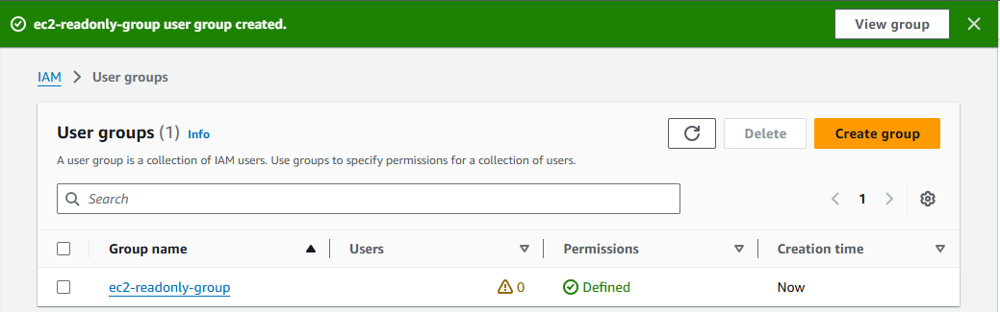 ec2-readonly-group user group created.
View group
IAM > User groups
User groups (1) Info
Delete
Create group
A user group is a collection of IAM users. Use groups to specify permissions for a collection of users.
Search
1
Group name Users Permissions Creation time
ec2-readonly-group 0 Defined Now